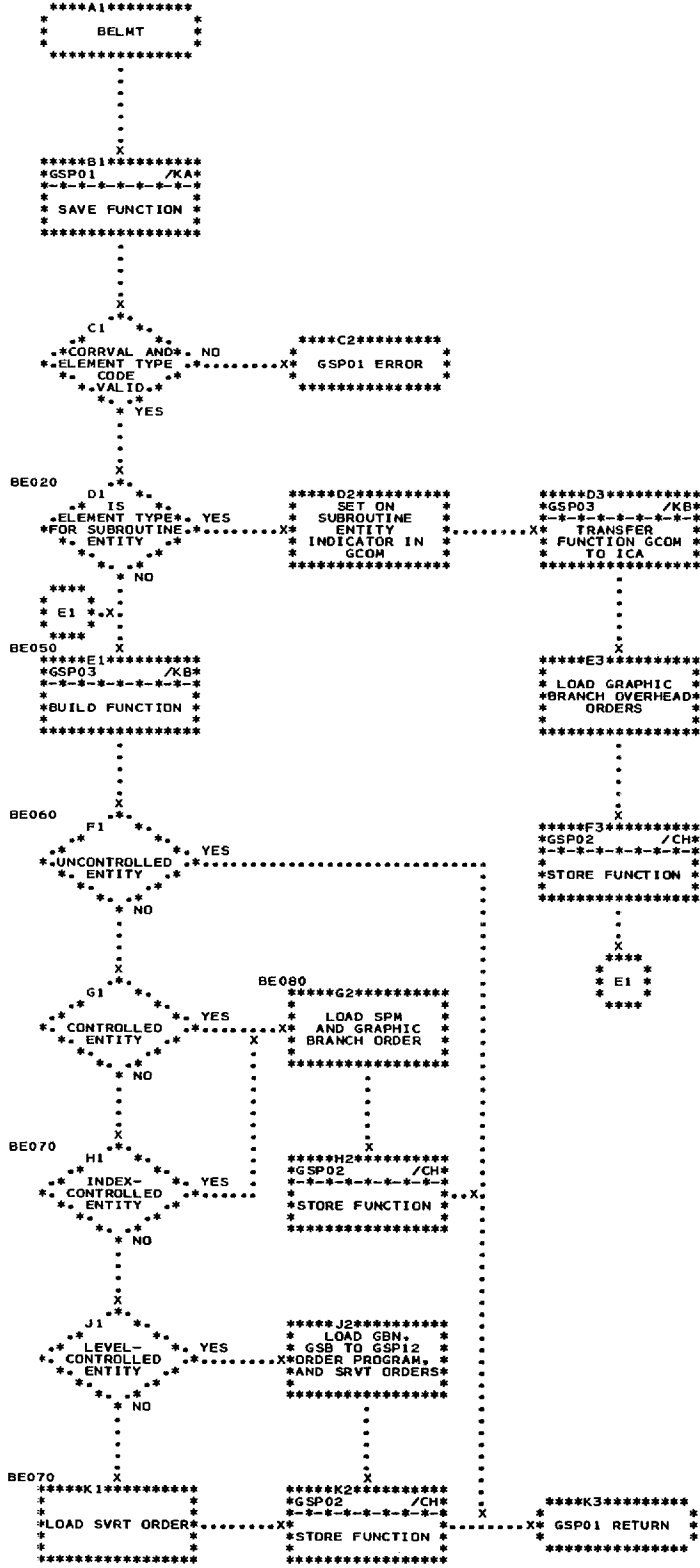 A1
BELMT
B1
GSP01 /KA
SAVE FUNCTION
C1
CORRVAL AND
ELEMENT TYPE
CODE
VALID
NO
YES
C2
GSP01 ERROR
BE020
D1
IS
ELEMENT TYPE
FOR SUBROUTINE
ENTITY
YES
NO
D2
SET ON
SUBROUTINE
ENTITY
INDICATOR IN
GCOM
D3
GSP03 /KB
TRANSFER
FUNCTION GCOM
TO ICA
E1
BE050
E1
GSP03 /KB
BUILD FUNCTION
E3
LOAD GRAPHIC
BRANCH OVERHEAD
ORDERS
BE060
F1
UNCONTROLLED
ENTITY
YES
NO
F3
GSP02 /CH
STORE FUNCTION
E1
G1
CONTROLLED
ENTITY
YES
NO
BE080
G2
LOAD SPM
AND GRAPHIC
BRANCH ORDER
BE070
H1
INDEX-
CONTROLLED
ENTITY
YES
NO
H2
GSP02 /CH
STORE FUNCTION
J1
LEVEL-
CONTROLLED
ENTITY
YES
NO
J2
LOAD GBN,
GSB TO GSP12
ORDER PROGRAM,
AND SRVT ORDERS
BE070
K1
LOAD SVRT ORDER
K2
GSP02 /CH
STORE FUNCTION
K3
GSP01 RETURN